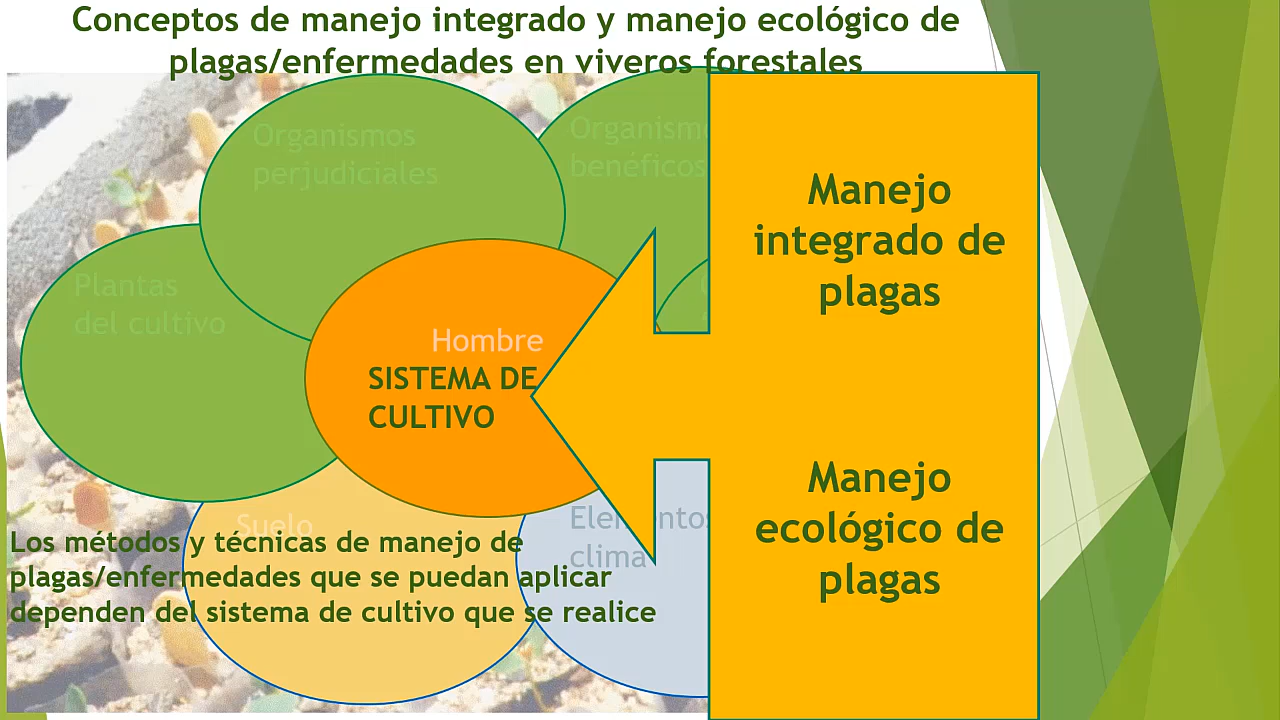 Conceptos de manejo integrado y manejo ecológico de
plagas/enfermedades en viveros forestales
Organismos
perjudiciales
benéficos
Plantas
del cultivo
Hombre
SISTEMA DE
CULTIVO
Manejo
integrado de
plagas
Manejo
ecológico de
plagas
Suelo
clima
Los métodos y técnicas de manejo de
plagas/enfermedades que se puedan aplicar
dependen del sistema de cultivo que se realice